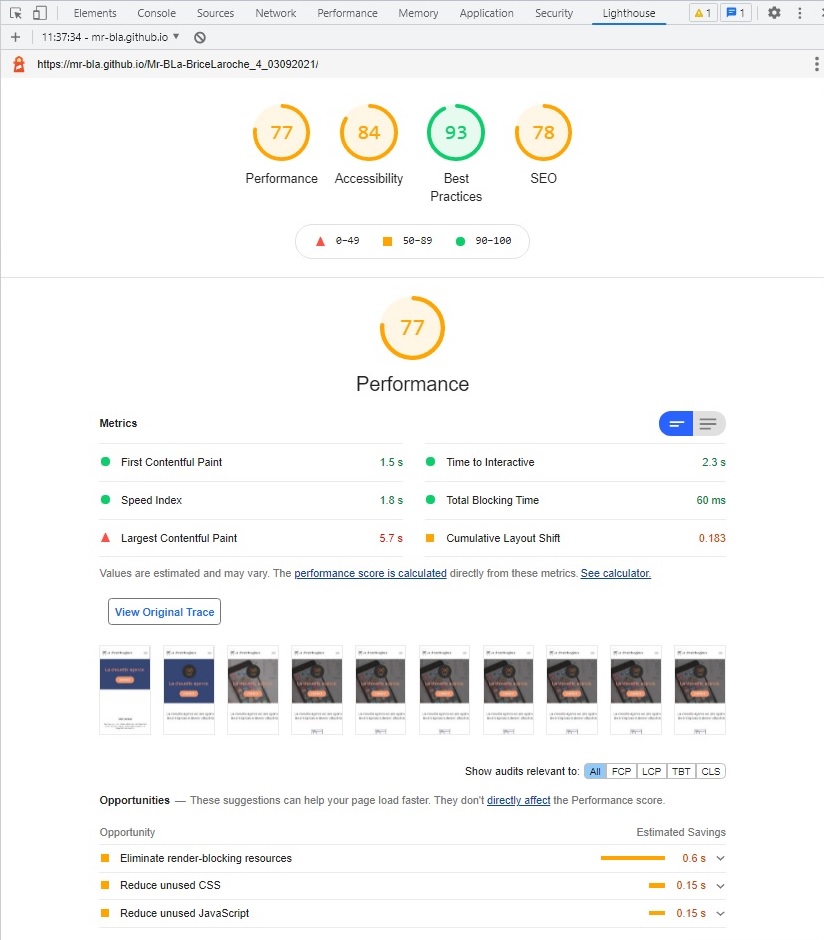 Elements Console Sources Network Performance Memory Application Security Lighthouse 1 1
11:37:34 - mr-bla.github.io
https://mr-bla.github.io/Mr-BLa-BriceLaroche_4_03092021/
77 84 93 78
Performance Accessibility Best SEO
Practices
0–49 50–89 90–100
77
Performance
Metrics
First Contentful Paint 1.5 s Time to Interactive 2.3 s
Speed Index 1.8 s Total Blocking Time 60 ms
Largest Contentful Paint 5.7 s Cumulative Layout Shift 0.183
Values are estimated and may vary. The performance score is calculated directly from these metrics. See calculator.
View Original Trace
Show audits relevant to: All FCP LCP TBT CLS
Opportunities — These suggestions can help your page load faster. They don't directly affect the Performance score.
Opportunity Estimated Savings
Eliminate render-blocking resources 0.6 s
Reduce unused CSS 0.15 s
Reduce unused JavaScript 0.15 s